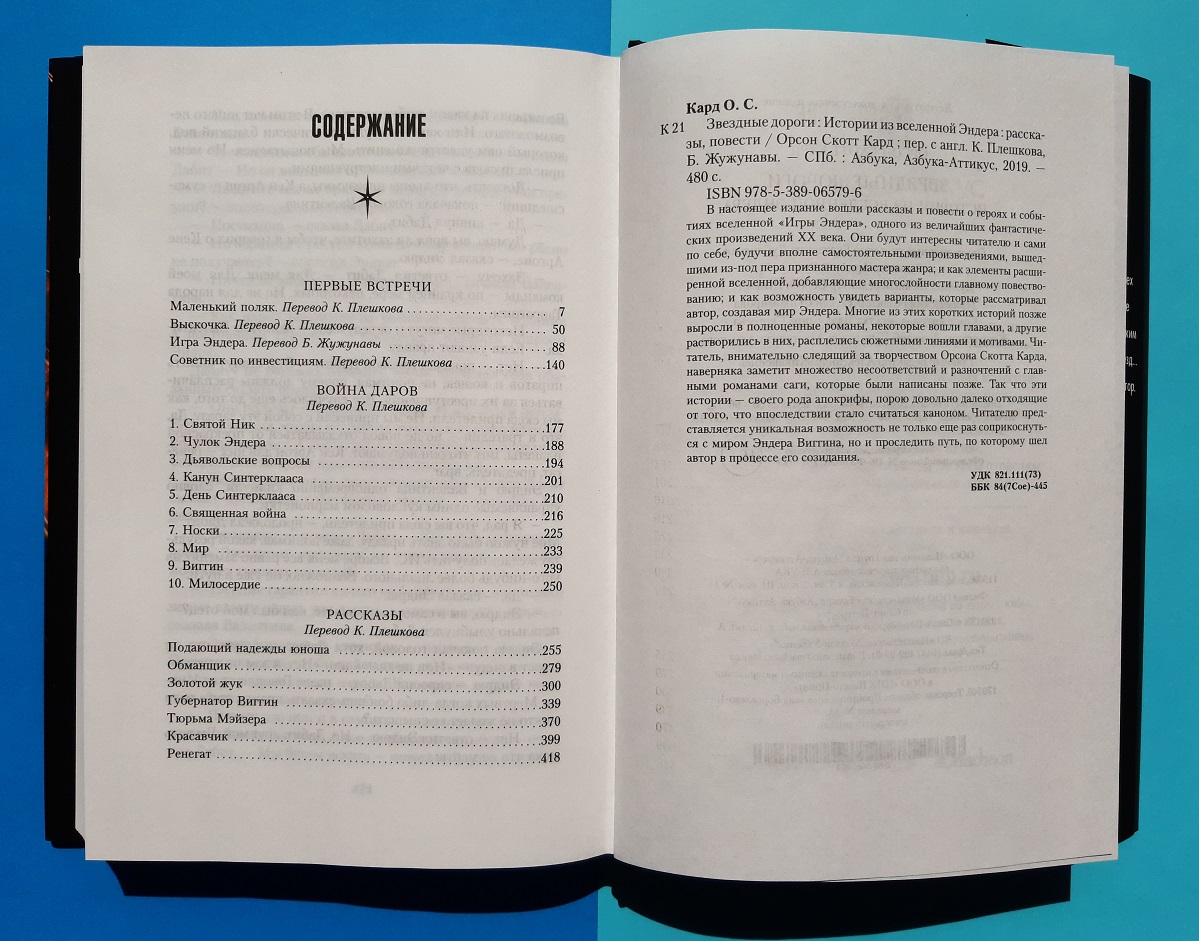 СОДЕРЖАНИЕ
ПЕРВЫЕ ВСТРЕЧИ
Маленький поляк. Перевод К. Плешкова 7
Выскочка. Перевод К. Плешкова 50
Игра Эндера. Перевод Б. Жужунавы 88
Советник по инвестициям. Перевод К. Плешкова 140
ВОЙНА ДАРОВ
Перевод К. Плешкова
1. Святой Ник 177
2. Чулок Эндера 188
3. Дьявольские вопросы 194
4. Канун Синтерклааса 201
5. День Синтерклааса 210
6. Священная война 216
7. Носки 225
8. Мир 233
9. Виггин 239
10. Милосердие 250
РАССКАЗЫ
Перевод К. Плешкова
Подающий надежды юноша 255
Обманщик 279
Золотой жук 300
Губернатор Виггин 339
Тюрьма Мэйзера 370
Красавчик 399
Ренегат 418
Кард О. С.
К 21 Звездные дороги : Истории из вселенной Эндера : расска-
зы, повести / Орсон Скотт Кард ; пер. с англ. К. Плешкова,
Б. Жужунавы. — СПб. : Азбука, Азбука-Аттикус, 2019. —
480 с.
ISBN 978-5-389-06579-6
В настоящее издание вошли рассказы и повести о героях и собы-
тиях вселенной «Игры Эндера», одного из величайших фантастиче-
ских произведений XX века. Они будут интересны читателю и сами
по себе, будучи вполне самостоятельными произведениями, вышед-
шими из-под пера признанного мастера жанра; и как элементы расши-
ренной вселенной, добавляющие многослойности главному повество-
ванию; и как возможность увидеть варианты, которые рассматривал
автор, создавая мир Эндера. Многие из этих коротких историй позже
выросли в полноценные романы, некоторые вошли главами, а другие
растворились в них, расплелись сюжетными линиями и мотивами. Чи-
татель, внимательно следящий за творчеством Орсона Скотта Карда,
наверняка заметит множество несоответствий и разночтений с глав-
ными романами саги, которые были написаны позже. Так что эти
истории — своего рода апокрифы, порою довольно далеко отходящие
от того, что впоследствии стало считаться каноном. Читателю пред-
ставляется уникальная возможность не только еще раз соприкоснуть-
ся с миром Эндера Виггина, но и проследить путь, по которому шел
автор в процессе его созидания.
УДК 821.111(73)
ББК 84(7Сое)-445